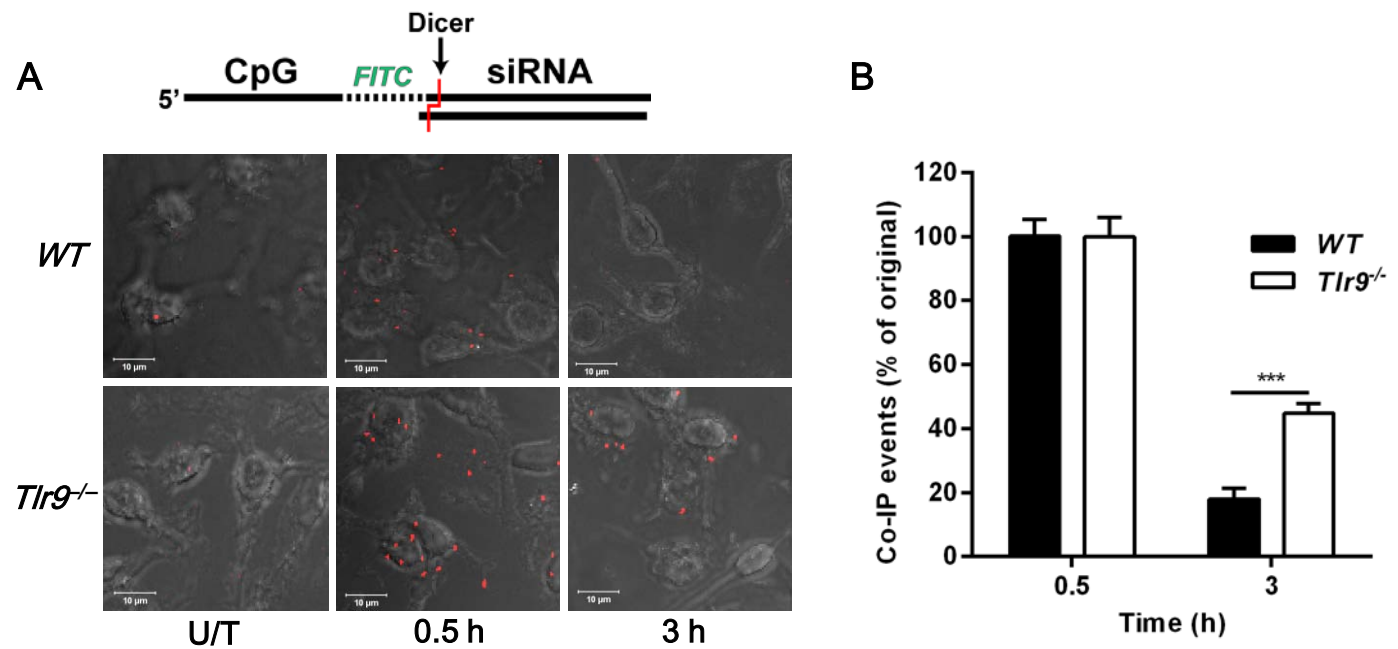 A
Dicer
CpG FITC siRNA
5’
WT
10 µm 10 µm 10 µm
Tlr9–/–
10 µm 10 µm 10 µm
U/T 0.5 h 3 h
B
Co-IP events (% of original)
120
100
80
60
40
20
0
WT
Tlr9-/-
***
0.5 3
Time (h)